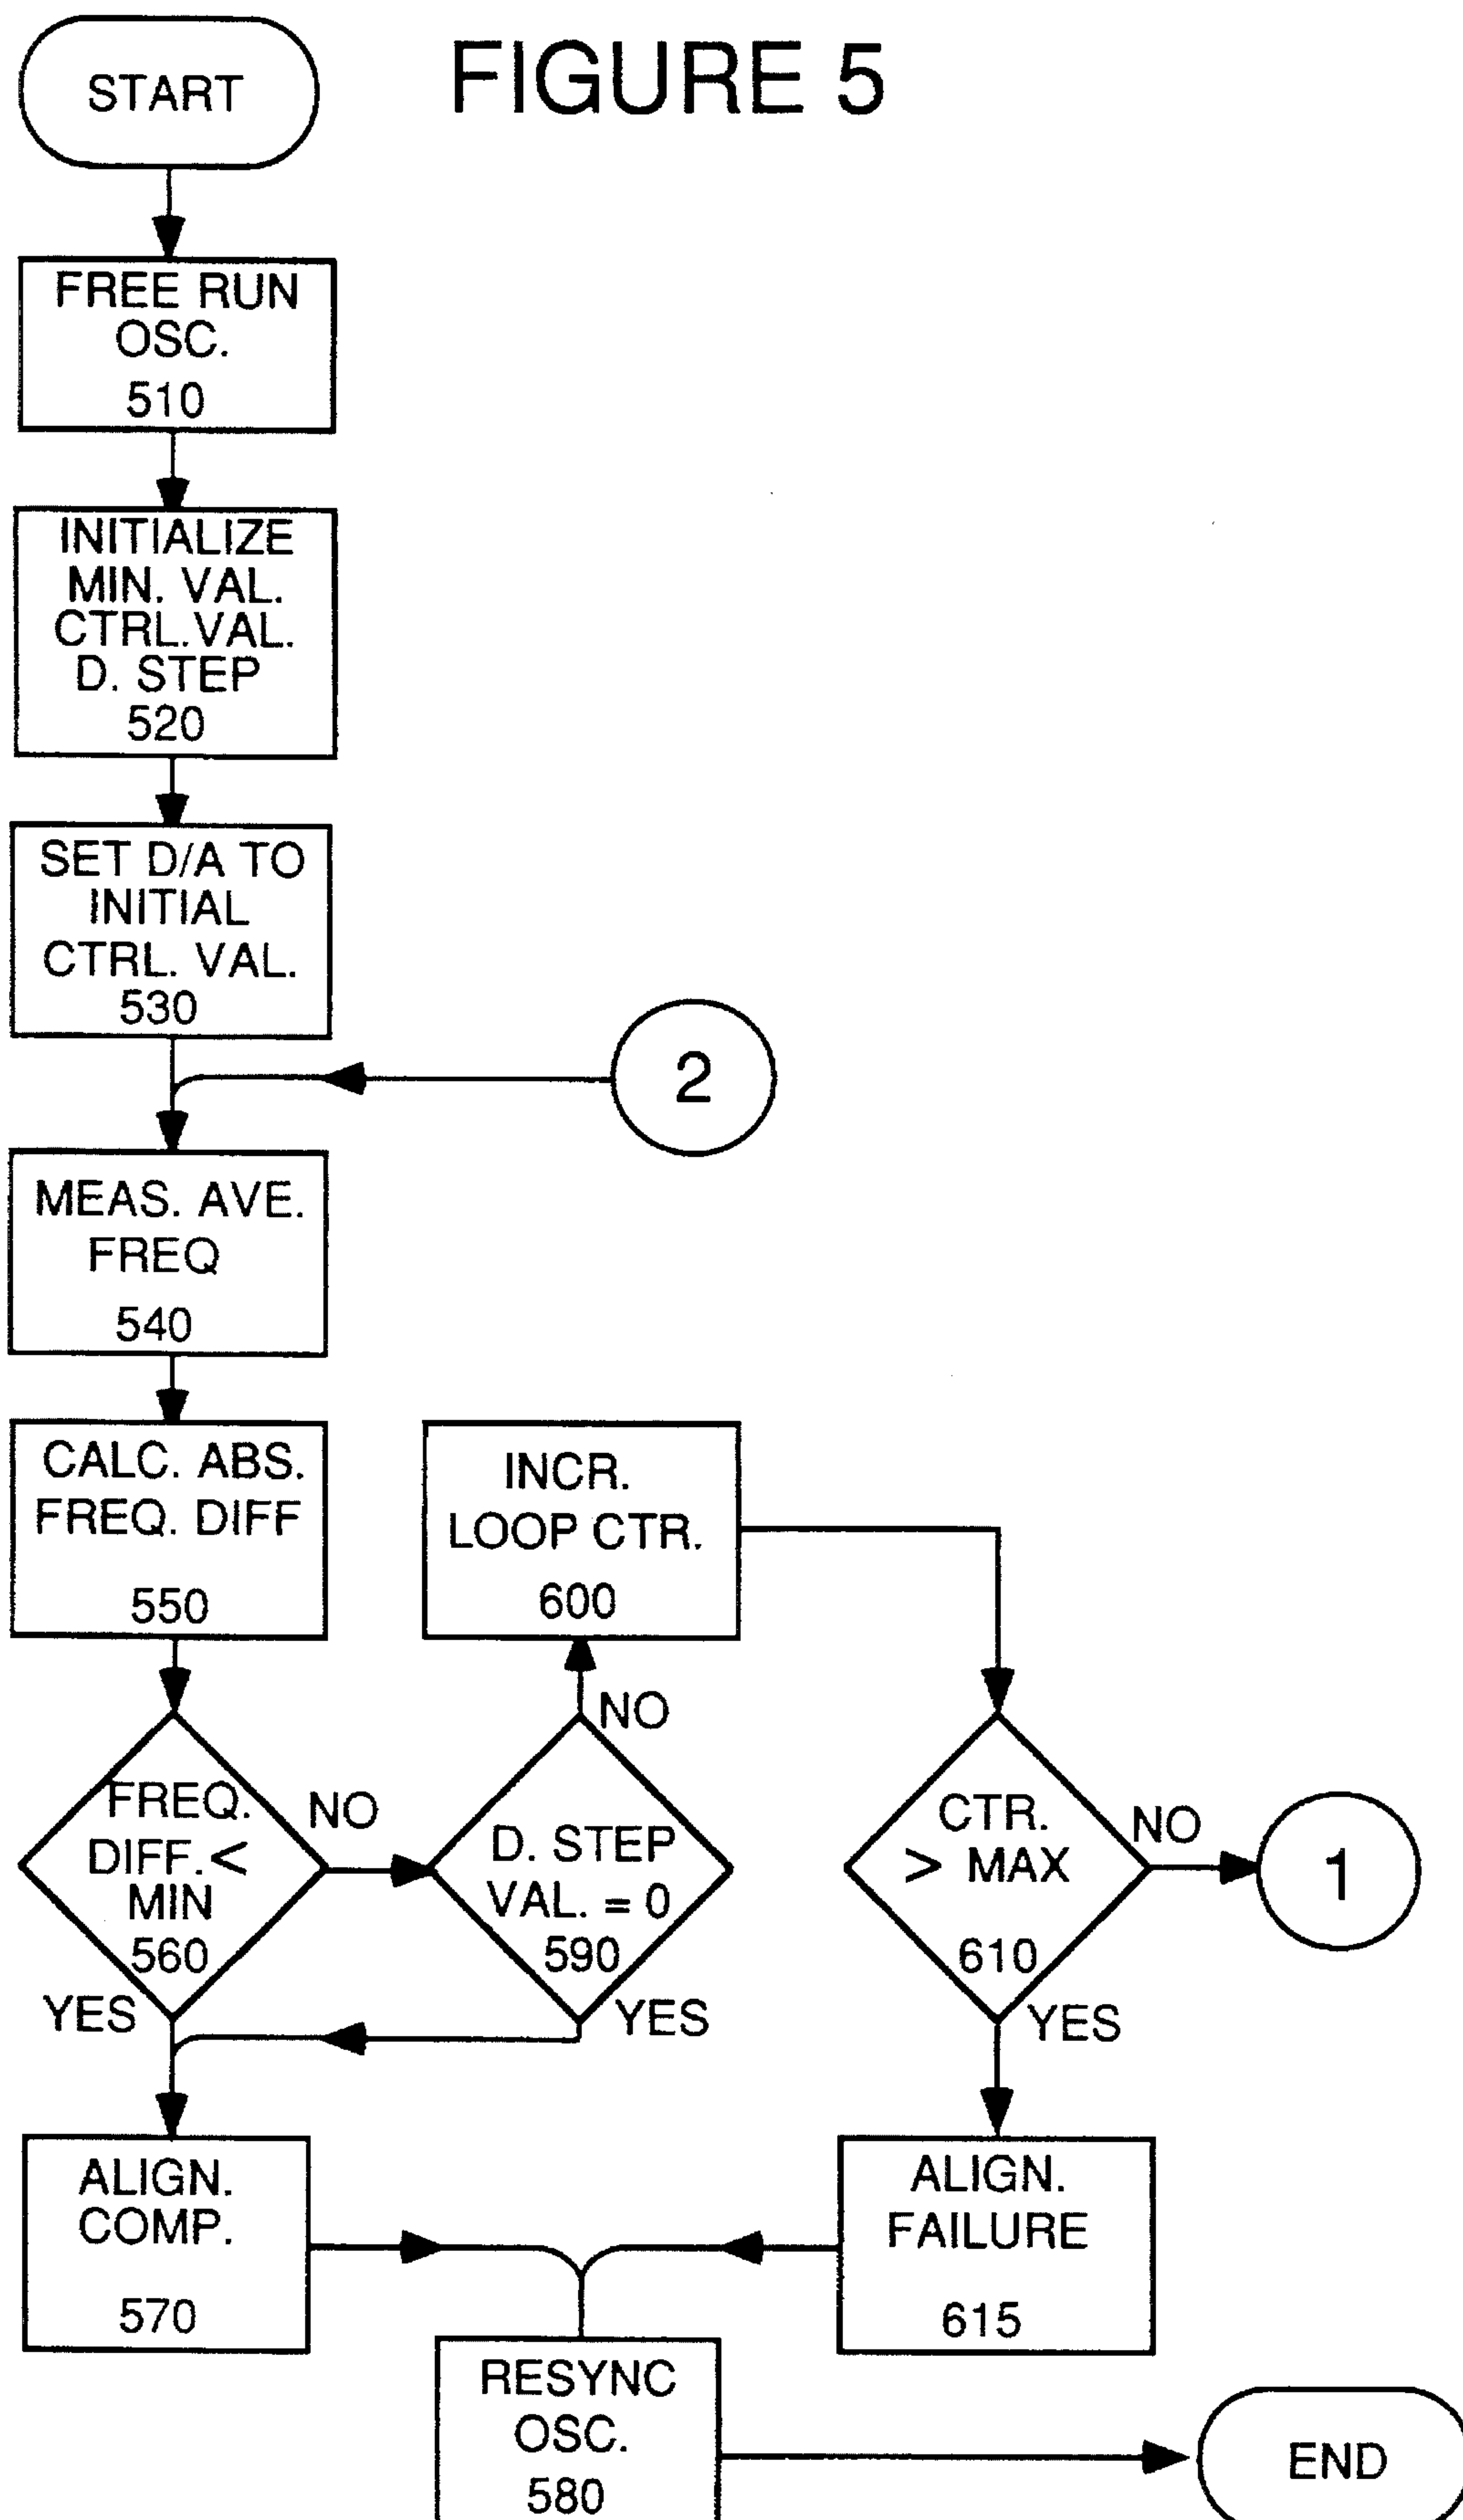 FIGURE 5
START
FREE RUN
OSC.
510
INITIALIZE
MIN. VAL.
CTRL.VAL.
D. STEP
520
SET D/A TO
INITIAL
CTRL. VAL.
530
2
MEAS. AVE.
FREQ
540
CALC. ABS.
FREQ. DIFF
550
INCR.
LOOP CTR.
600
FREQ.
DIFF.<
MIN
560
NO
YES
D. STEP
VAL. = 0
590
NO
YES
CTR.
> MAX
610
NO
YES
1
ALIGN.
COMP.
570
ALIGN.
FAILURE
615
RESYNC
OSC.
580
END